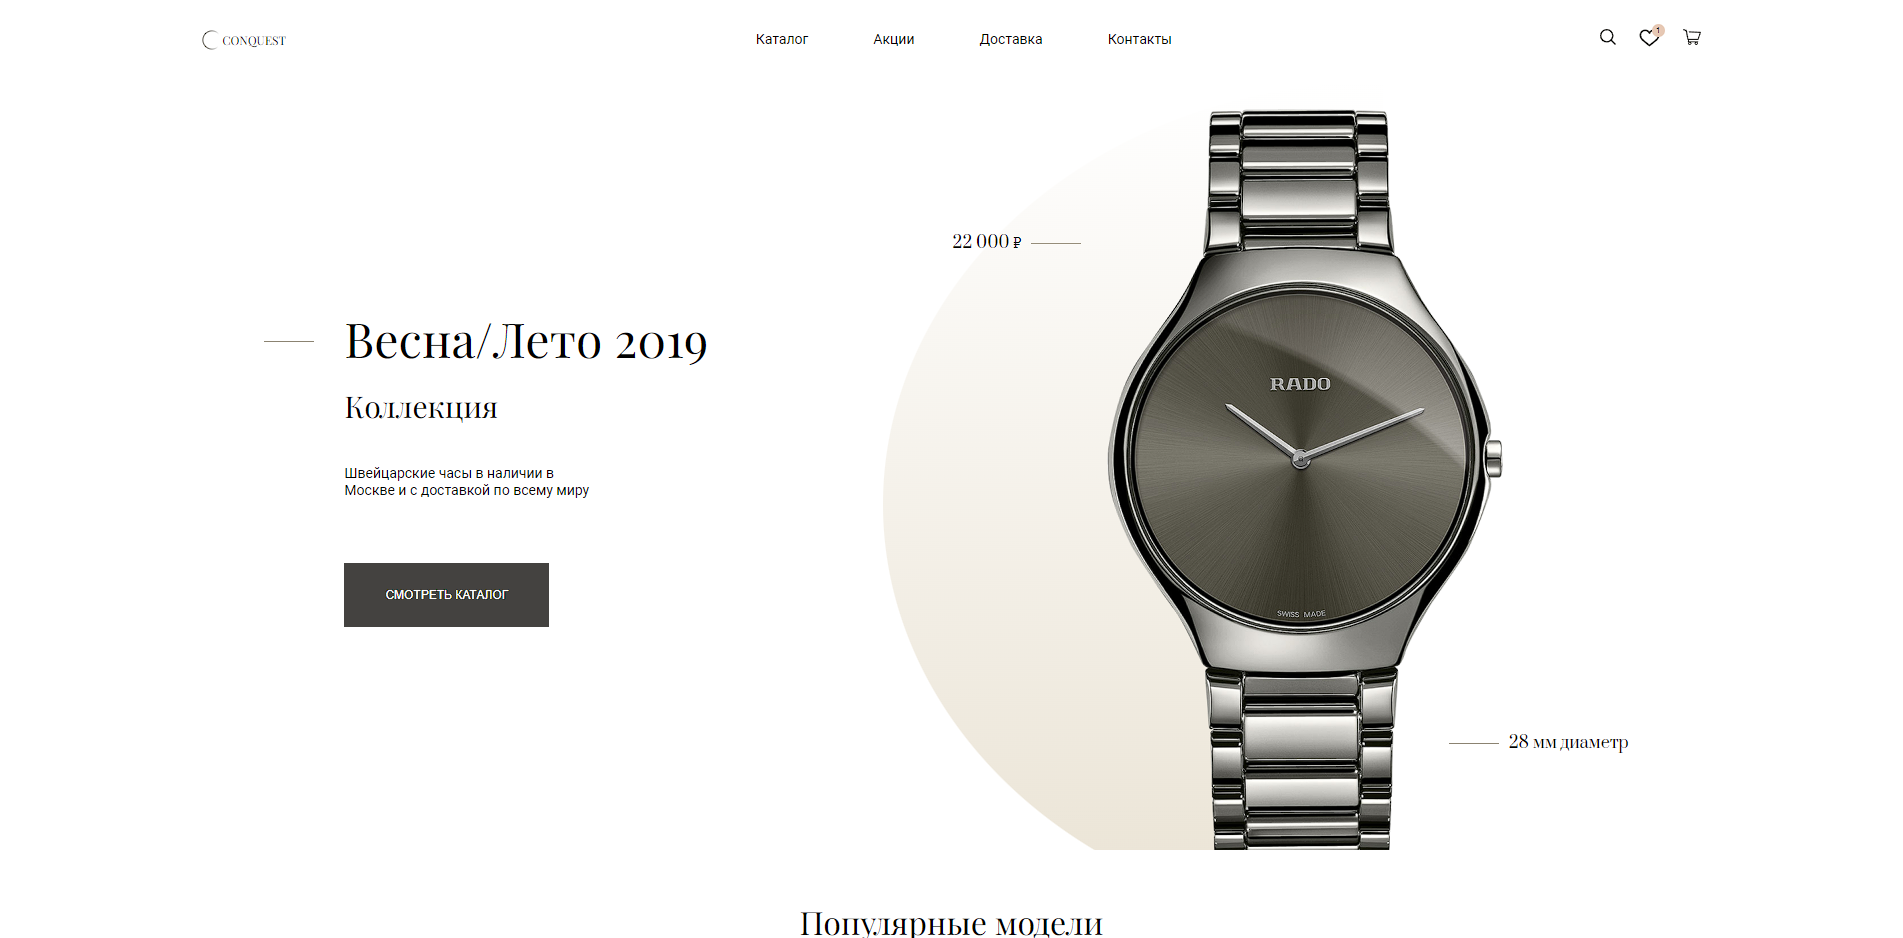 CONQUEST
Каталог
Акции
Доставка
Контакты
1
22 000 ₽
Весна/Лето 2019
Коллекция
Швейцарские часы в наличии в
Москве и с доставкой по всему миру
СМОТРЕТЬ КАТАЛОГ
RADO
SWISS MADE
28 мм диаметр
Популярные модели